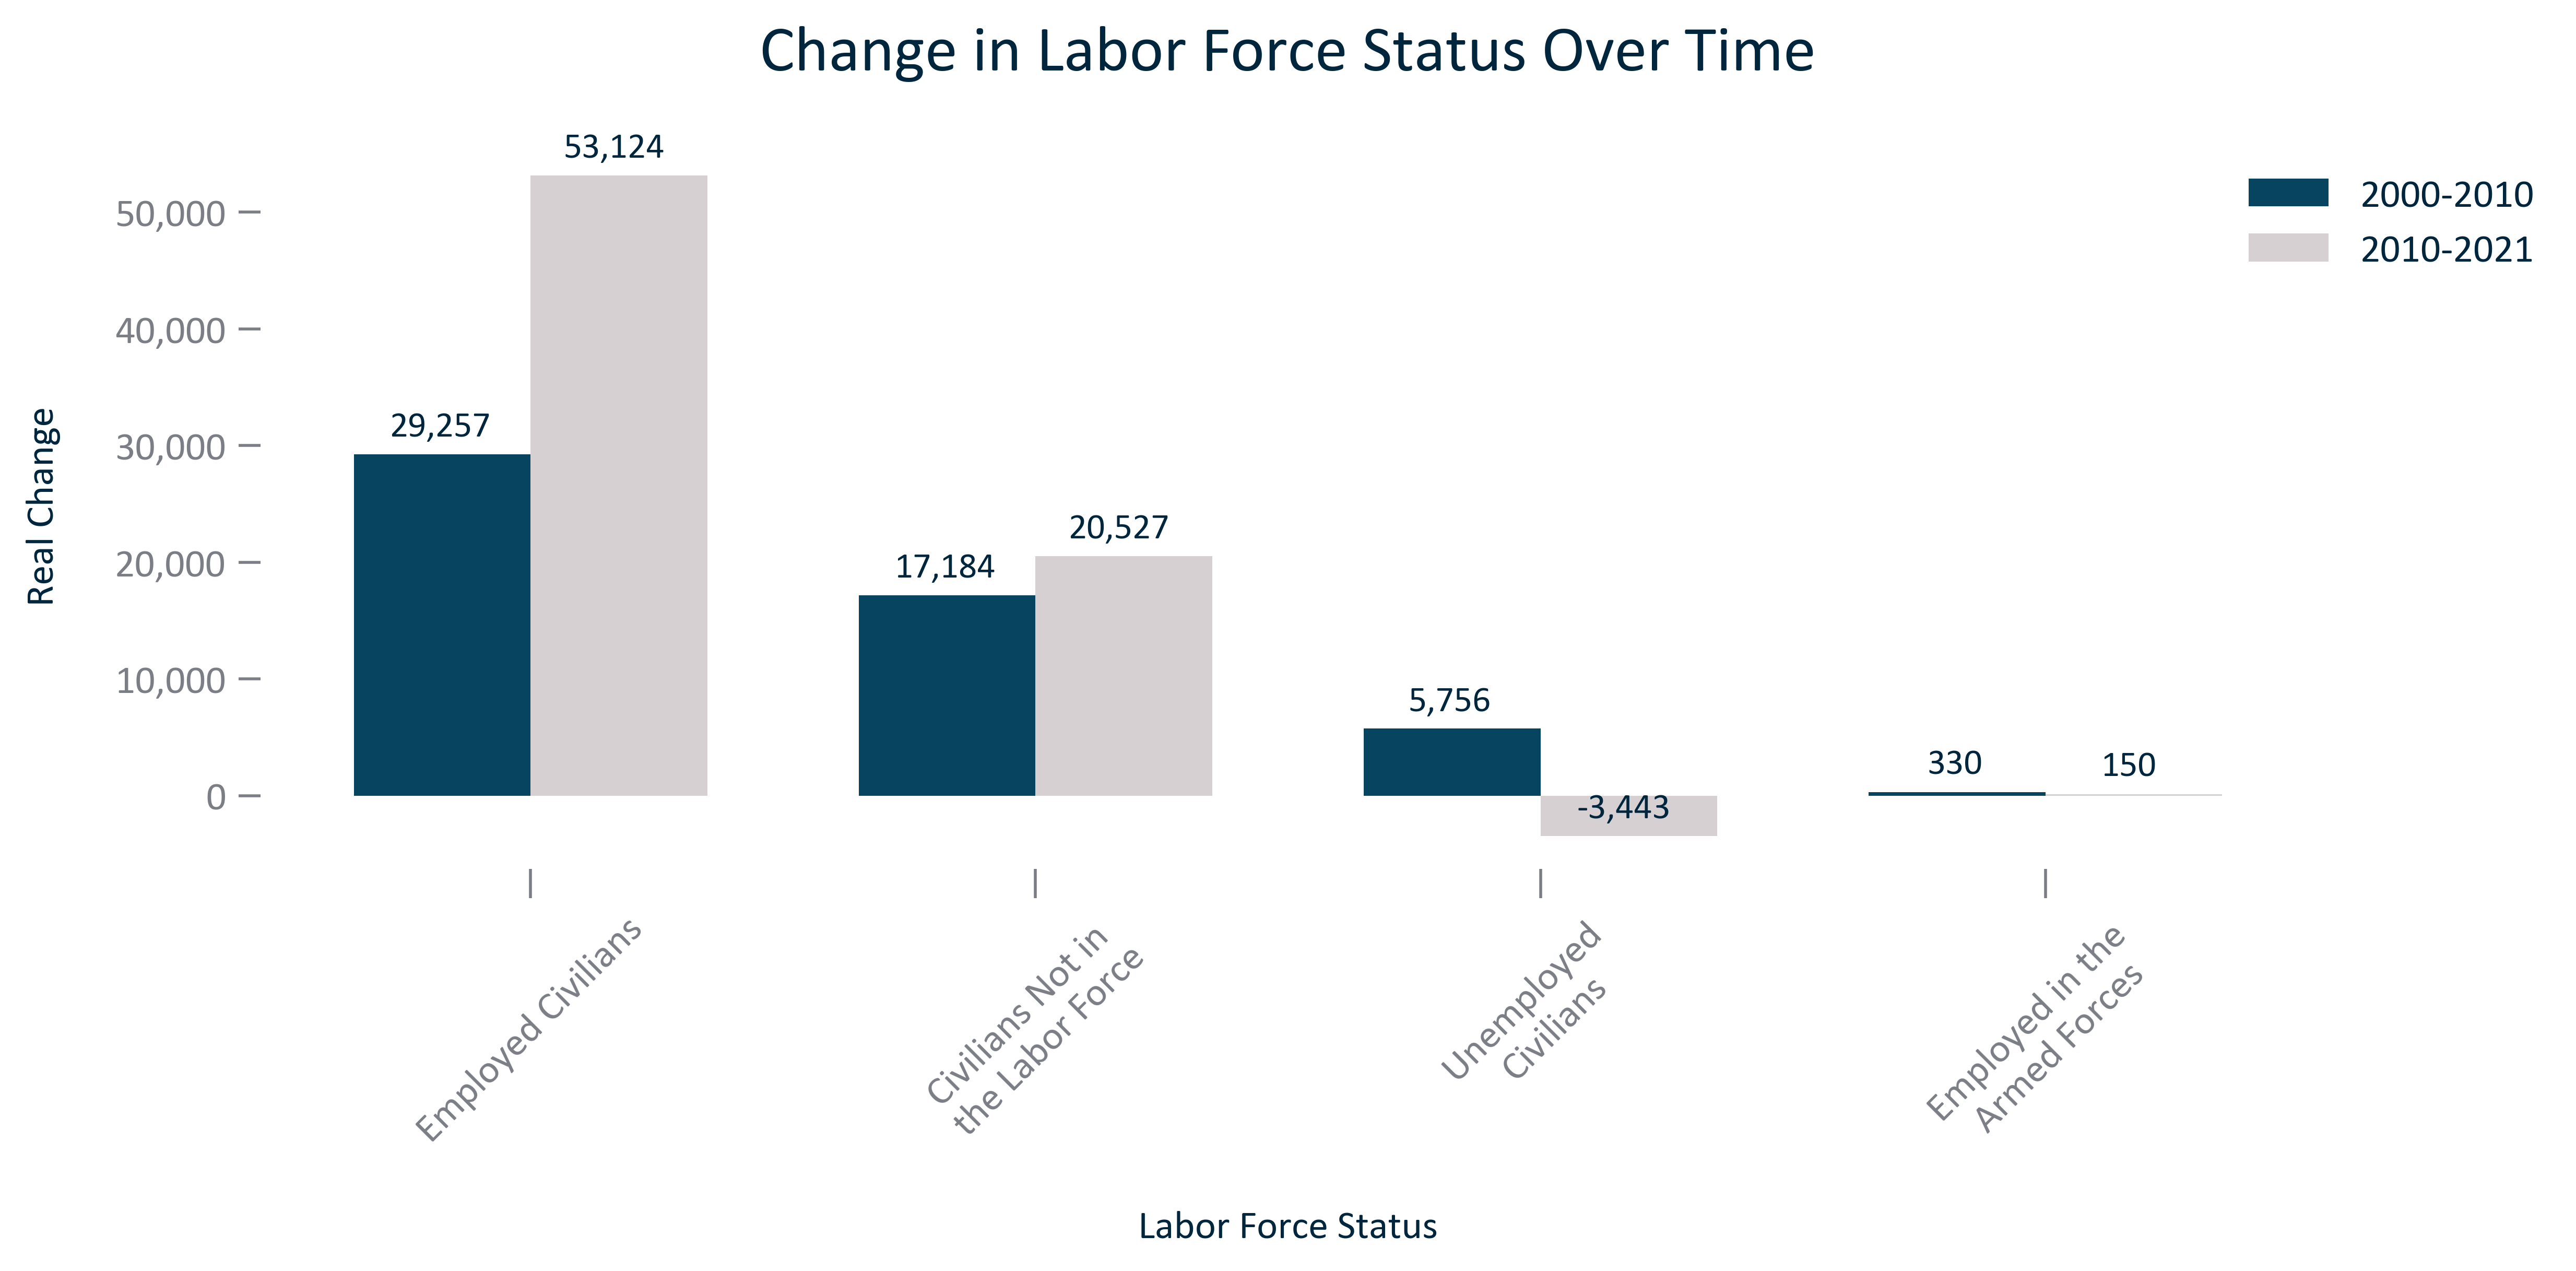 Change in Labor Force Status Over Time
53,124
2000-2010
50,000
2010-2021
40,000
29,257
30,000
Real Change
20,527
17,184
20,000
5,756
10,000
330
150
0
-3,443
Employed Civilians
Civilians Not in
the Labor Force
Unemployed
Civilians
Employed in the
Armed Forces
Labor Force Status